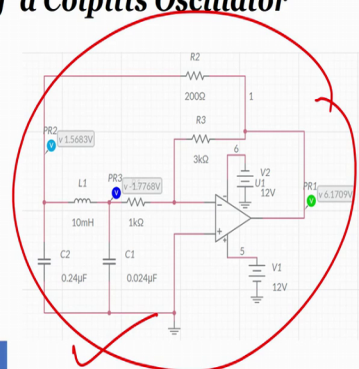 a Colpitts Oscillator
R2
200Ω
1
R3
3kΩ
PR2
v 1.5683V
6
V2
U1
12V
L1
PR3
v -1.7768V
PR1
v 6.1709V
10mH
1kΩ
C2
C1
5
V1
0.24μF
0.024μF
12V